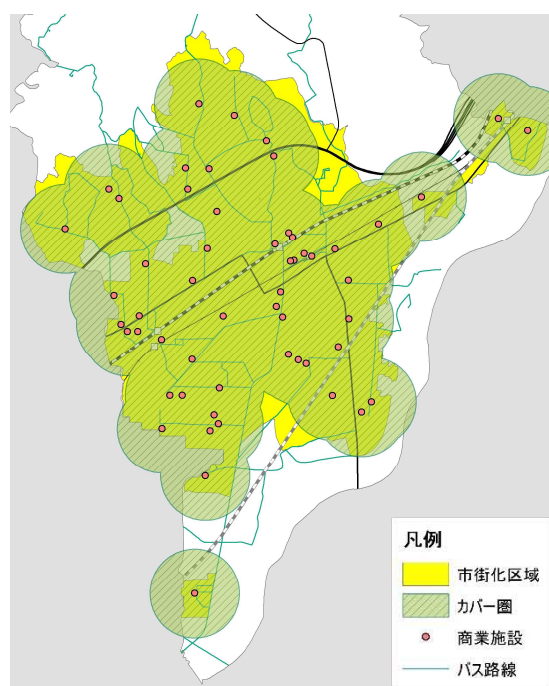 凡例
市街化区域
カバー圏
商業施設
バス路線